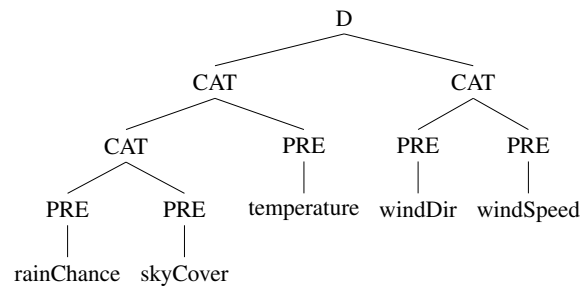 D
CAT CAT
CAT PRE PRE PRE
PRE PRE temperature windDir windSpeed
rainChance skyCover